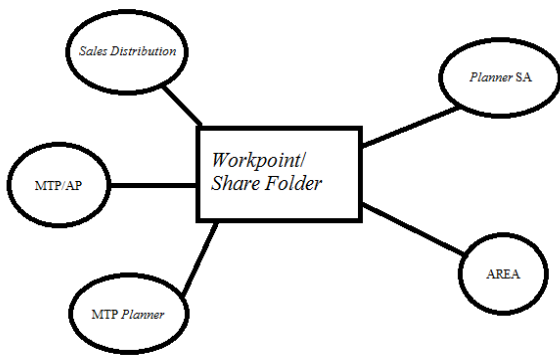 Sales Distribution
Planner SA
Workpoint/
Share Folder
MTP/AP
AREA
MTP Planner